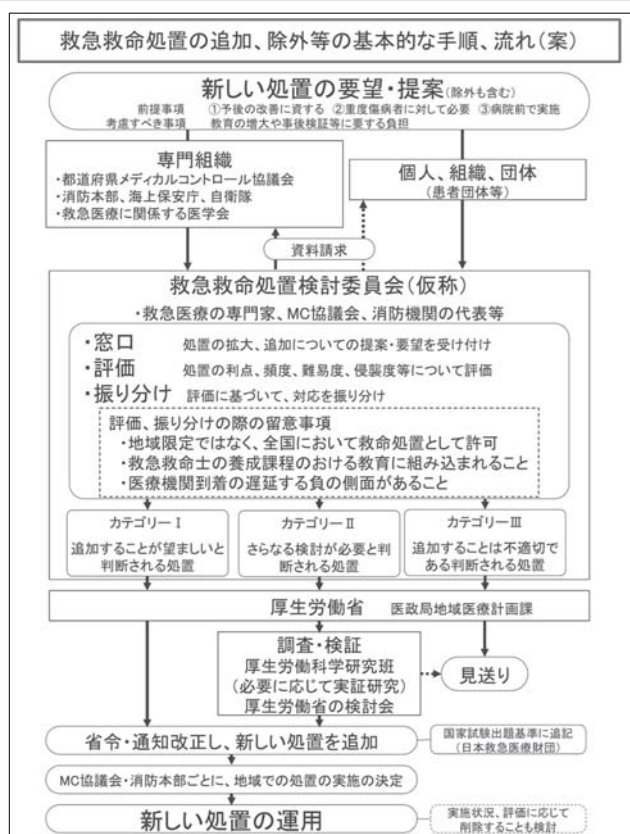 救急救命処置の追加、除外等の基本的な手順、流れ(案)
新しい処置の要望・提案(除外も含む)
前提事項 ①予後の改善に資する ②重度傷病者に対して必要 ③病院前で実施
考慮すべき事項 教育の増大や事後検証等に要する負担
専門組織
・都道府県メディカルコントロール協議会
・消防本部、海上保安庁、自衛隊
・救急医療に関係する医学会
個人、組織、団体
(患者団体等)
資料請求
救急救命処置検討委員会(仮称)
・救急医療の専門家、MC協議会、消防機関の代表等
・窓口 処置の拡大、追加についての提案・要望を受け付け
・評価 処置の利点、頻度、難易度、侵襲度等について評価
・振り分け 評価に基づいて、対応を振り分け
評価、振り分けの際の留意事項
・地域限定ではなく、全国において救命処置として許可
・救急救命士の養成課程のおける教育に組み込まれること
・医療機関到着の遅延する負の側面があること
カテゴリーⅠ
追加することが望ましいと
判断される処置
カテゴリーⅡ
さらなる検討が必要と判
断される処置
カテゴリーⅢ
追加することは不適切で
ある判断される処置
厚生労働省 医政局地域医療計画課
調査・検証
厚生労働科学研究班
(必要に応じて実証研究)
厚生労働省の検討会
見送り
省令・通知改正し、新しい処置を追加
国家試験出題基準に追記
(日本救急医療財団)
MC協議会・消防本部ごとに、地域での処置の実施の決定
新しい処置の運用
実施状況、評価に応じて
削除することも検討